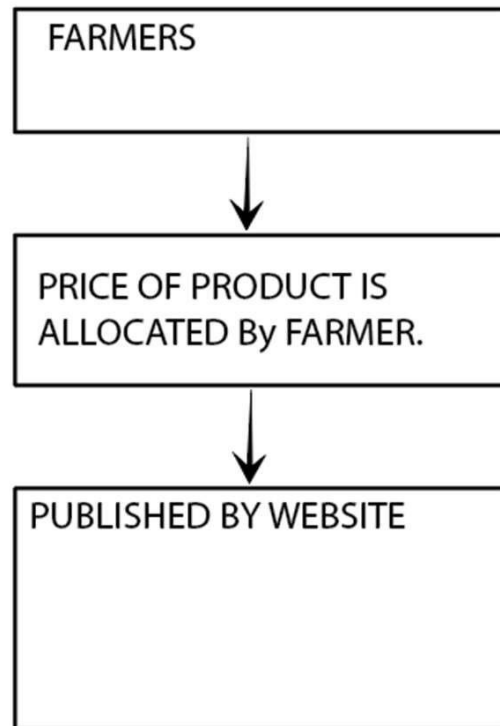 FARMERS
PRICE OF PRODUCT IS
ALLOCATED By FARMER.
PUBLISHED BY WEBSITE